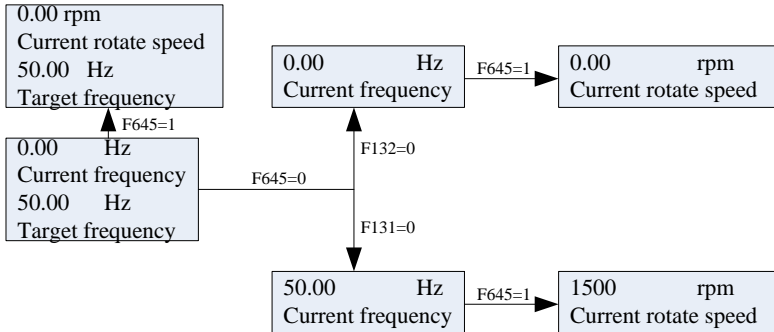 0.00 rpm
Current rotate speed
50.00 Hz
Target frequency
F645=1
0.00 Hz
Current frequency
50.00 Hz
Target frequency
F645=0
0.00 Hz
Current frequency
F645=1
0.00 rpm
Current rotate speed
F132=0
F131=0
50.00 Hz
Current frequency
F645=1
1500 rpm
Current rotate speed